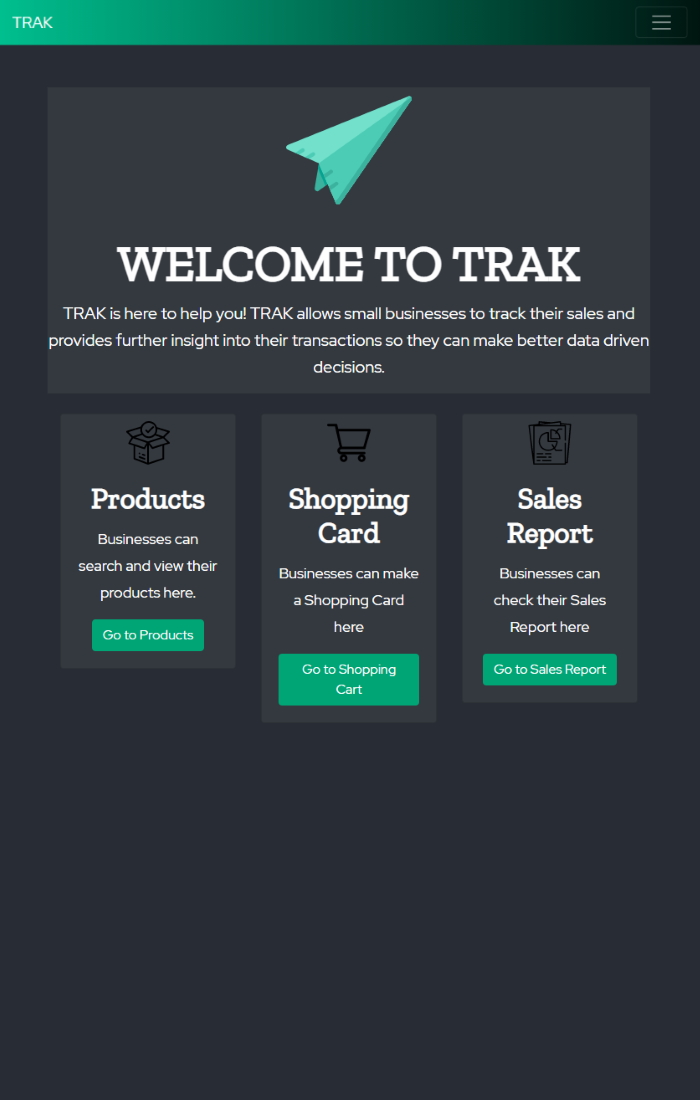 TRAK
WELCOME TO TRAK
TRAK is here to help you! TRAK allows small businesses to track their sales and
provides further insight into their transactions so they can make better data driven
decisions.
Products
Businesses can
search and view their
products here.
Go to Products
Shopping
Card
Businesses can make
a Shopping Card
here
Go to Shopping
Cart
Sales
Report
Businesses can
check their Sales
Report here
Go to Sales Report